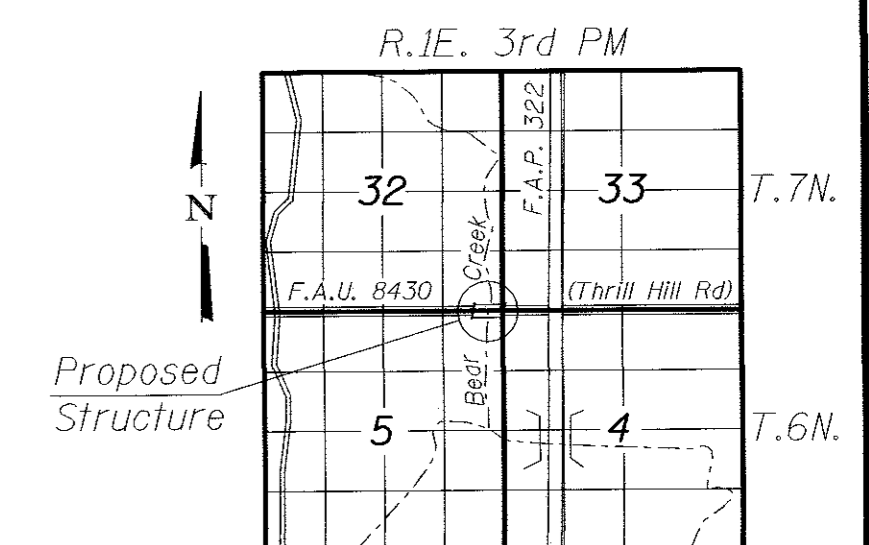 R.1E. 3rd PM
N
32
F.A.P. 322
33
T.7N.
Creek
F.A.U. 8430
(Thrill Hill Rd)
Proposed
Structure
Bear
5
4
T.6N.